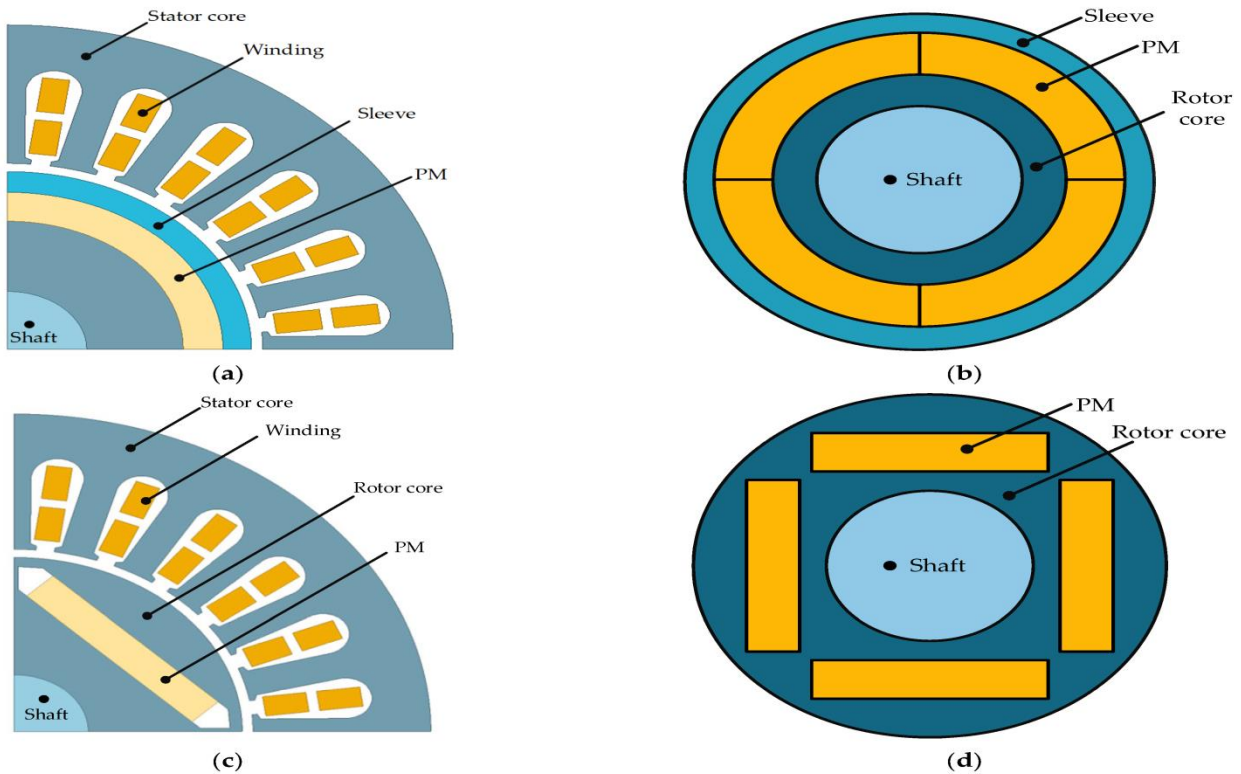 Stator core
Winding
Sleeve
PM
Shaft
(a)
Sleeve
PM
Rotor
core
Shaft
(b)
Stator core
Winding
Rotor core
PM
Shaft
(c)
PM
Rotor core
Shaft
(d)